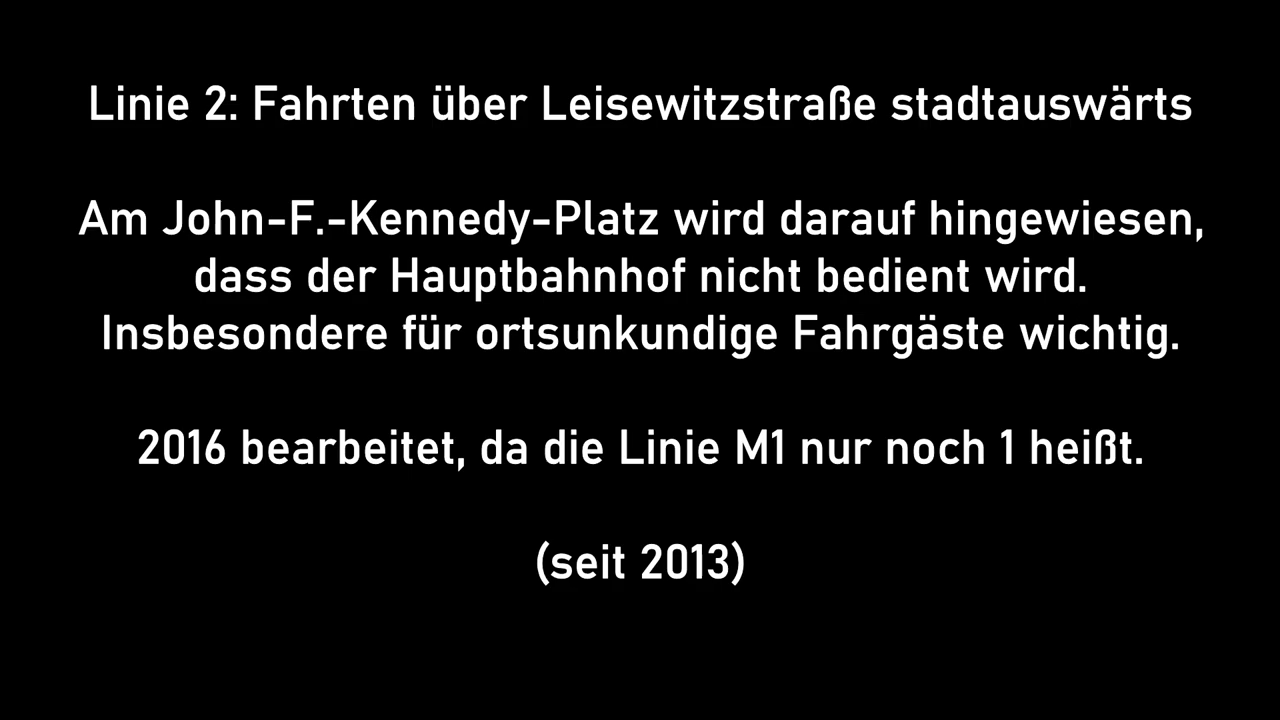 Linie 2: Fahrten über Leisewitzstraße stadtauswärts
Am John-F.-Kennedy-Platz wird darauf hingewiesen,
dass der Hauptbahnhof nicht bedient wird.
Insbesondere für ortsunkundige Fahrgäste wichtig.
2016 bearbeitet, da die Linie M1 nur noch 1 heißt.
(seit 2013)